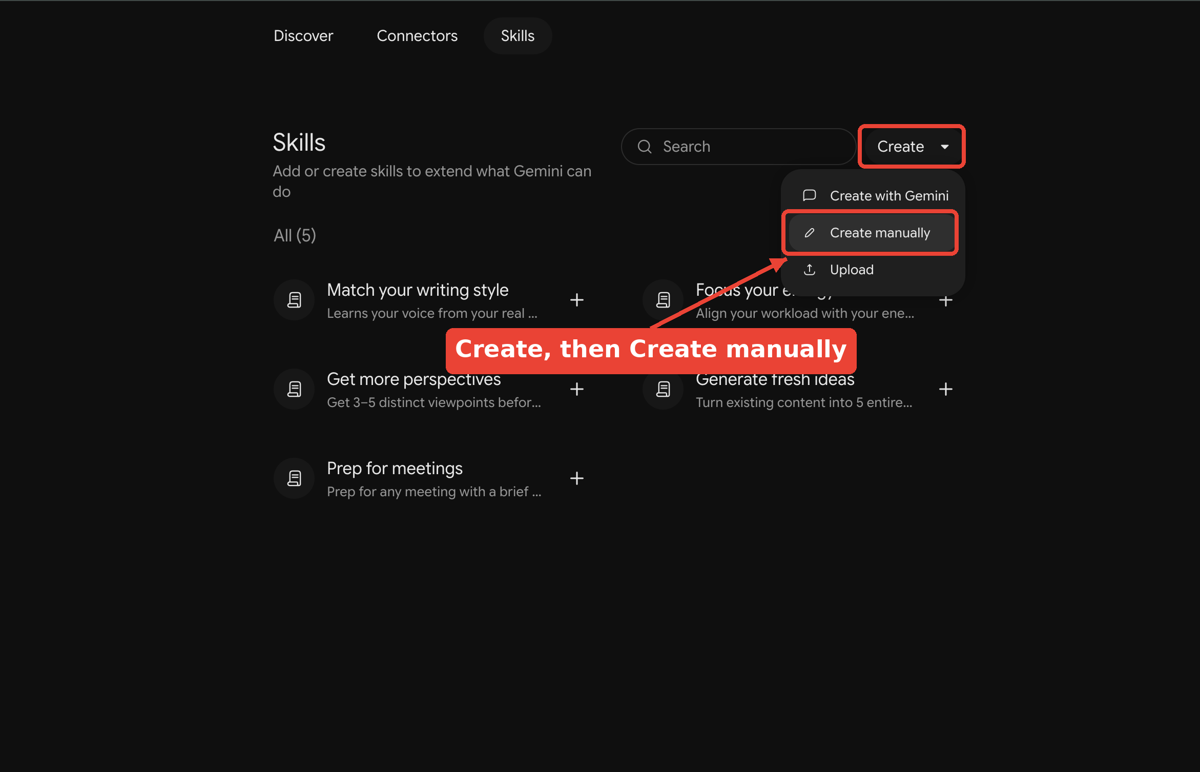 Discover Connectors Skills
Skills
Search
Create
Add or create skills to extend what Gemini can
do
Create with Gemini
Create manually
Upload
All (5)
Match your writing style
Learns your voice from your real ...
Focus your
Align your workload with your ene...
Create, then Create manually
Get more perspectives
Get 3–5 distinct viewpoints befor...
Generate fresh ideas
Turn existing content into 5 entire...
Prep for meetings
Prep for any meeting with a brief ...